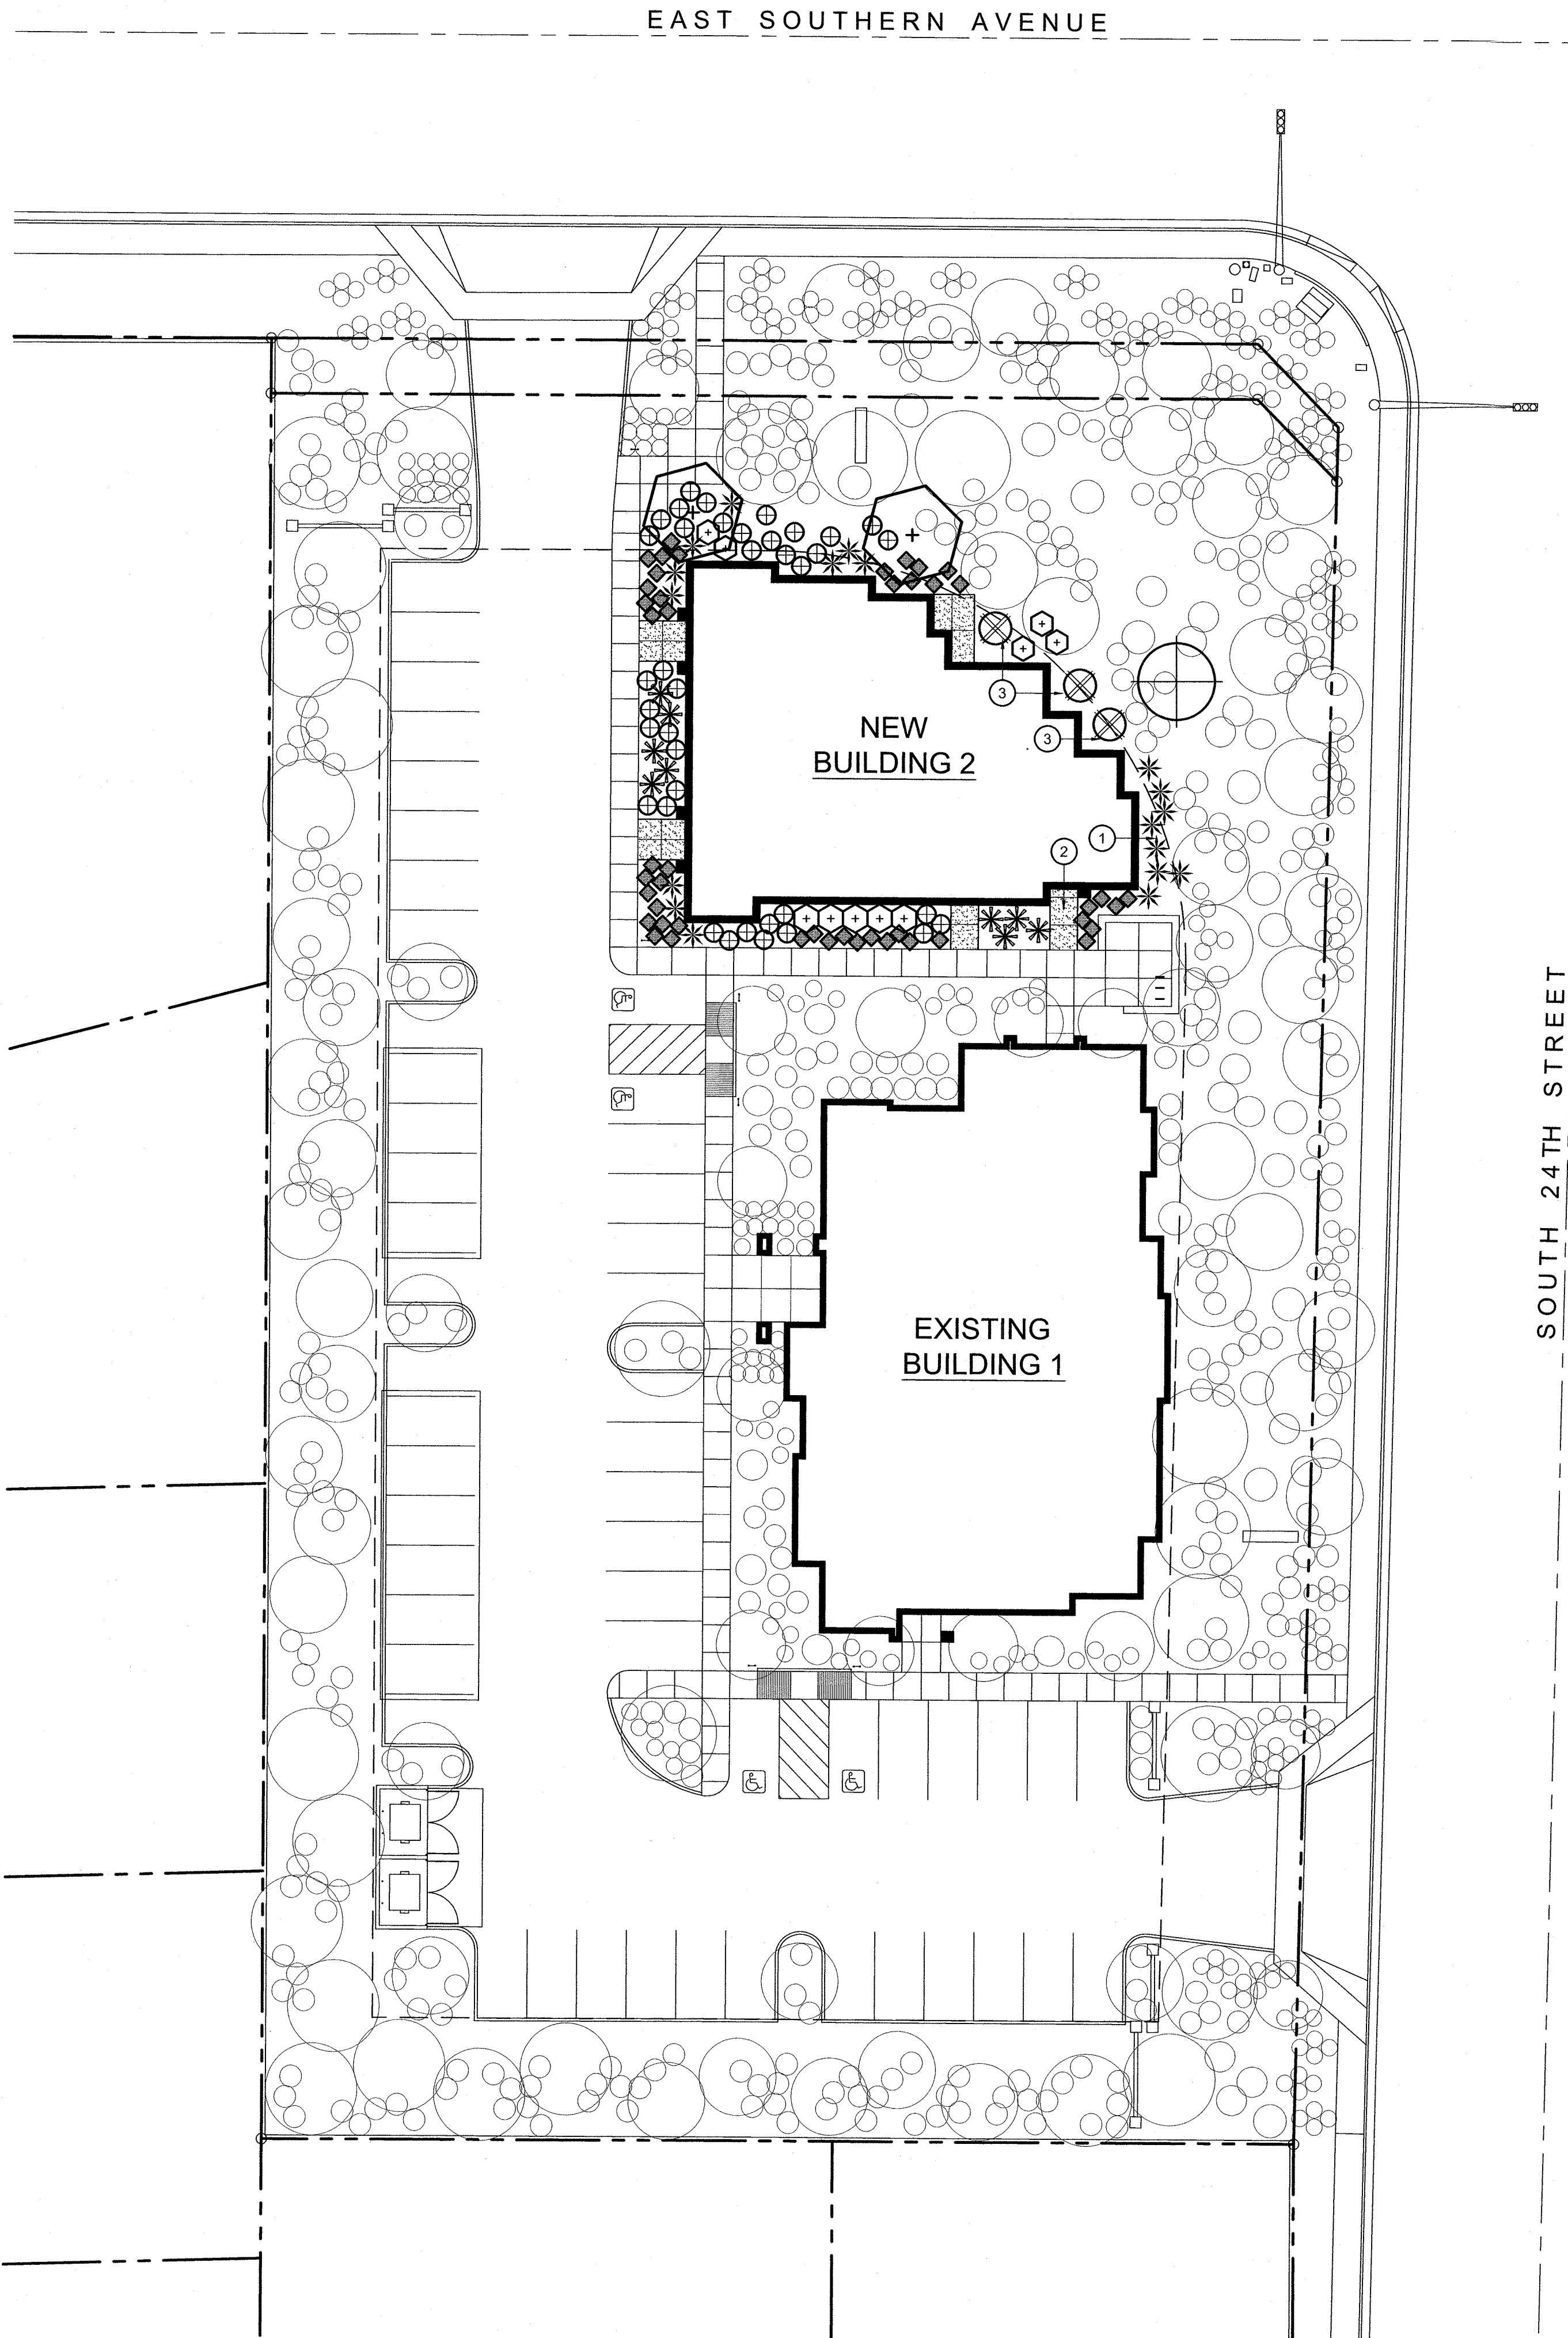 EAST SOUTHERN AVENUE
NEW
BUILDING 2
3
3
1
2
SOUTH 24TH STREET
EXISTING
BUILDING 1